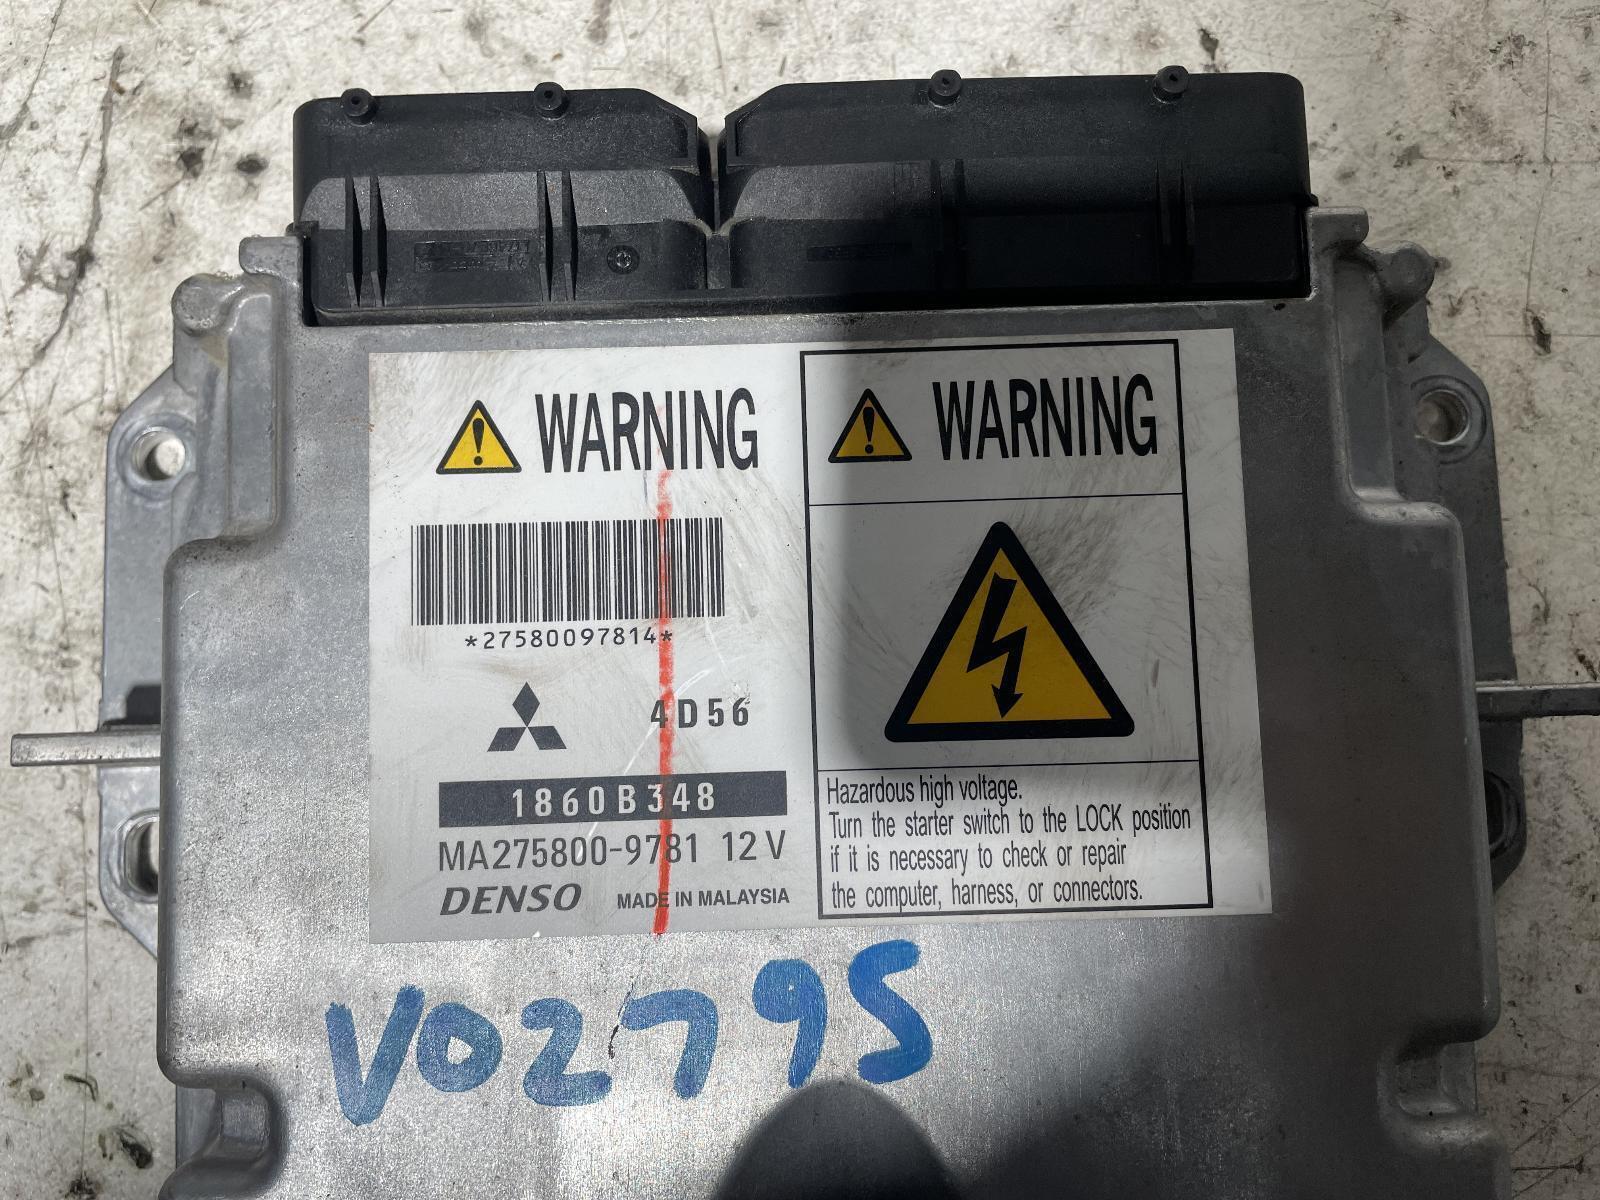 WARNING
*27580097814*
4D56
1860B348
MA275800-9781 12V
DENSO MADE IN MALAYSIA
WARNING
Hazardous high voltage.
Turn the starter switch to the LOCK position
if it is necessary to check or repair
the computer, harness, or connectors.
V02795